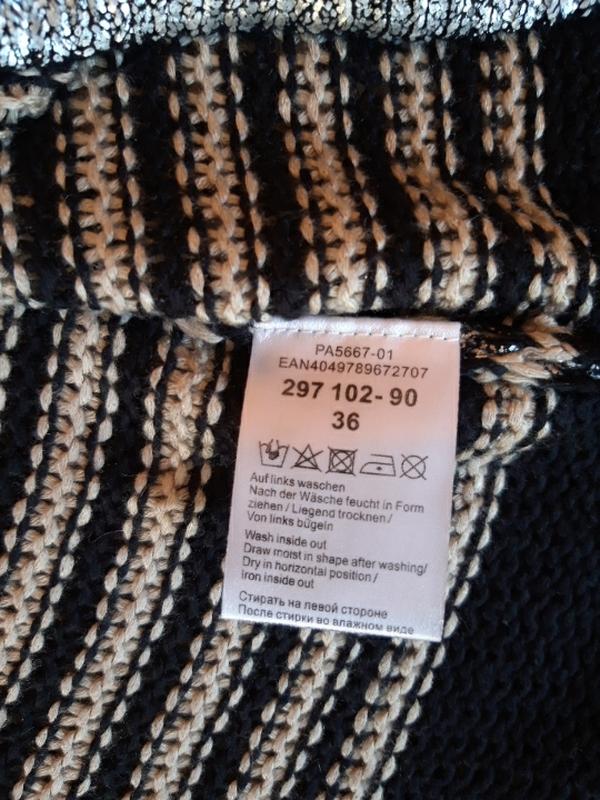 PA5667-01
EAN4049789672707
297 102-90
36
Auf links waschen
Nach der Wäsche feucht in Form
ziehen / Liegend trocknen /
Von links bügeln
Wash inside out
Draw moist in shape after washing/
Dry in horizontal position /
Iron inside out
Стирать на левой стороне
После стирки во влажном виде